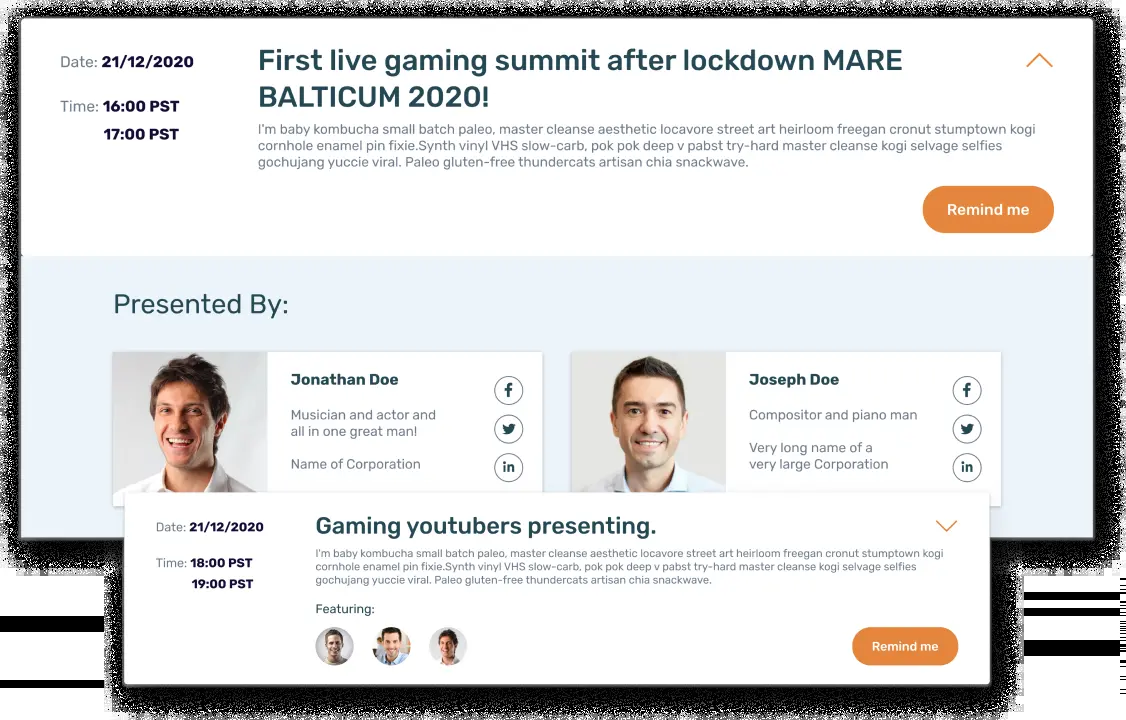 Date: 21/12/2020
Time: 16:00 PST
17:00 PST
First live gaming summit after lockdown MARE
BALTICUM 2020!
I'm baby kombucha small batch paleo, master cleanse aesthetic locavore street art heirloom freegan cronut stumptown kogi
cornhole enamel pin fixie.Synth vinyl VHS slow-carb, pok pok deep v pabst try-hard master cleanse kogi selvage selfies
gochujang yuccie viral. Paleo gluten-free thundercats artisan chia snackwave.
Remind me
Presented By:
Jonathan Doe
Musician and actor and
all in one great man!
Name of Corporation
f
in
Joseph Doe
Compositor and piano man
Very long name of a
very large Corporation
f
in
Date: 21/12/2020
Time: 18:00 PST
19:00 PST
Gaming youtubers presenting.
I'm baby kombucha small batch paleo, master cleanse aesthetic locavore street art heirloom freegan cronut stumptown kogi
cornhole enamel pin fixie.Synth vinyl VHS slow-carb, pok pok deep v pabst try-hard master cleanse kogi selvage selfies
gochujang yuccie viral. Paleo gluten-free thundercats artisan chia snackwave.
Featuring:
Remind me